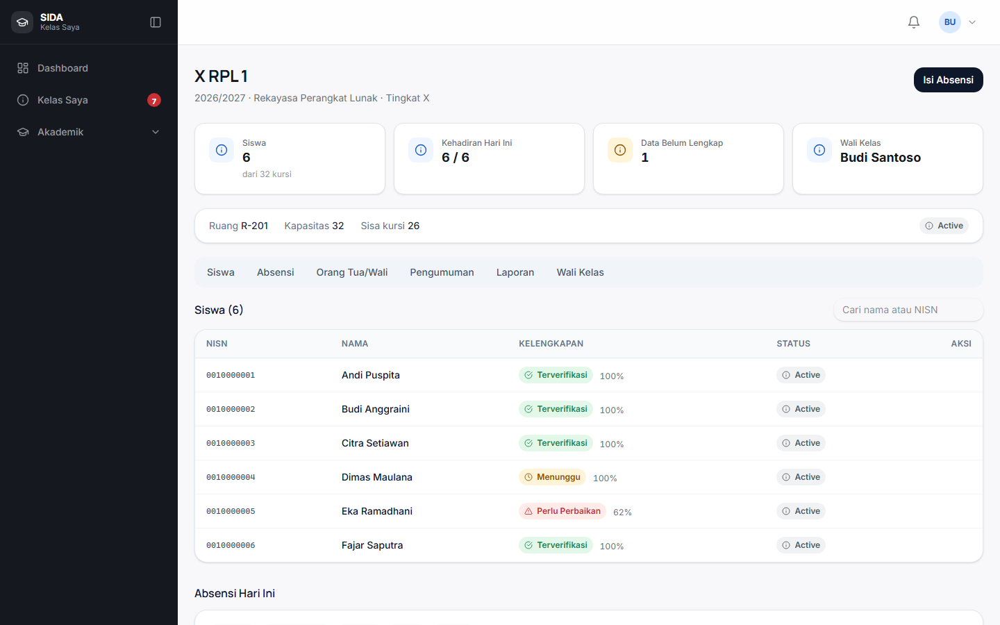 SIDA
Kelas Saya
BU
Dashboard
Kelas Saya 7
Akademik
X RPL 1
2026/2027 · Rekayasa Perangkat Lunak · Tingkat X
Isi Absensi
Siswa
6
dari 32 kursi
Kehadiran Hari Ini
6 / 6
Data Belum Lengkap
1
Wali Kelas
Budi Santoso
Ruang R-201 Kapasitas 32 Sisa kursi 26 Active
Siswa Absensi Orang Tua/Wali Pengumuman Laporan Wali Kelas
Siswa (6) Cari nama atau NISN
NISN NAMA KELENGKAPAN STATUS AKSI
0010000001 Andi Puspita Terverifikasi 100% Active
0010000002 Budi Anggraini Terverifikasi 100% Active
0010000003 Citra Setiawan Terverifikasi 100% Active
0010000004 Dimas Maulana Menunggu 100% Active
0010000005 Eka Ramadhani Perlu Perbaikan 62% Active
0010000006 Fajar Saputra Terverifikasi 100% Active
Absensi Hari Ini